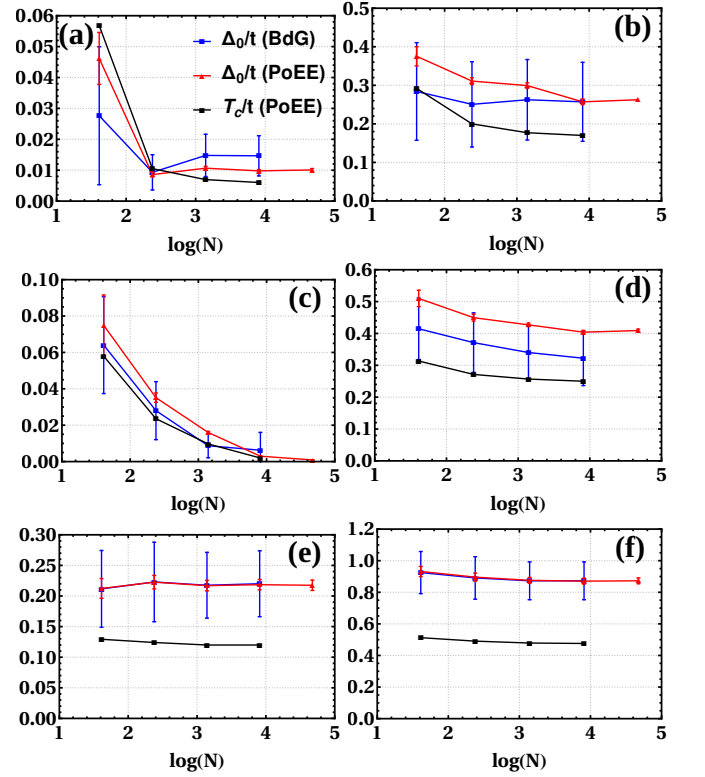 (a)
Δ₀/t (BdG)
Δ₀/t (PoEE)
T_c/t (PoEE)
0.06
0.05
0.04
0.03
0.02
0.01
0.00
1 2 3 4 5
log(N)
(b)
0.5
0.4
0.3
0.2
0.1
0.0
1 2 3 4 5
log(N)
(c)
0.10
0.08
0.06
0.04
0.02
0.00
1 2 3 4 5
log(N)
(d)
0.6
0.5
0.4
0.3
0.2
0.1
0.0
1 2 3 4 5
log(N)
(e)
0.30
0.25
0.20
0.15
0.10
0.05
0.00
1 2 3 4 5
log(N)
(f)
1.2
1.0
0.8
0.6
0.4
0.2
0.0
1 2 3 4 5
log(N)